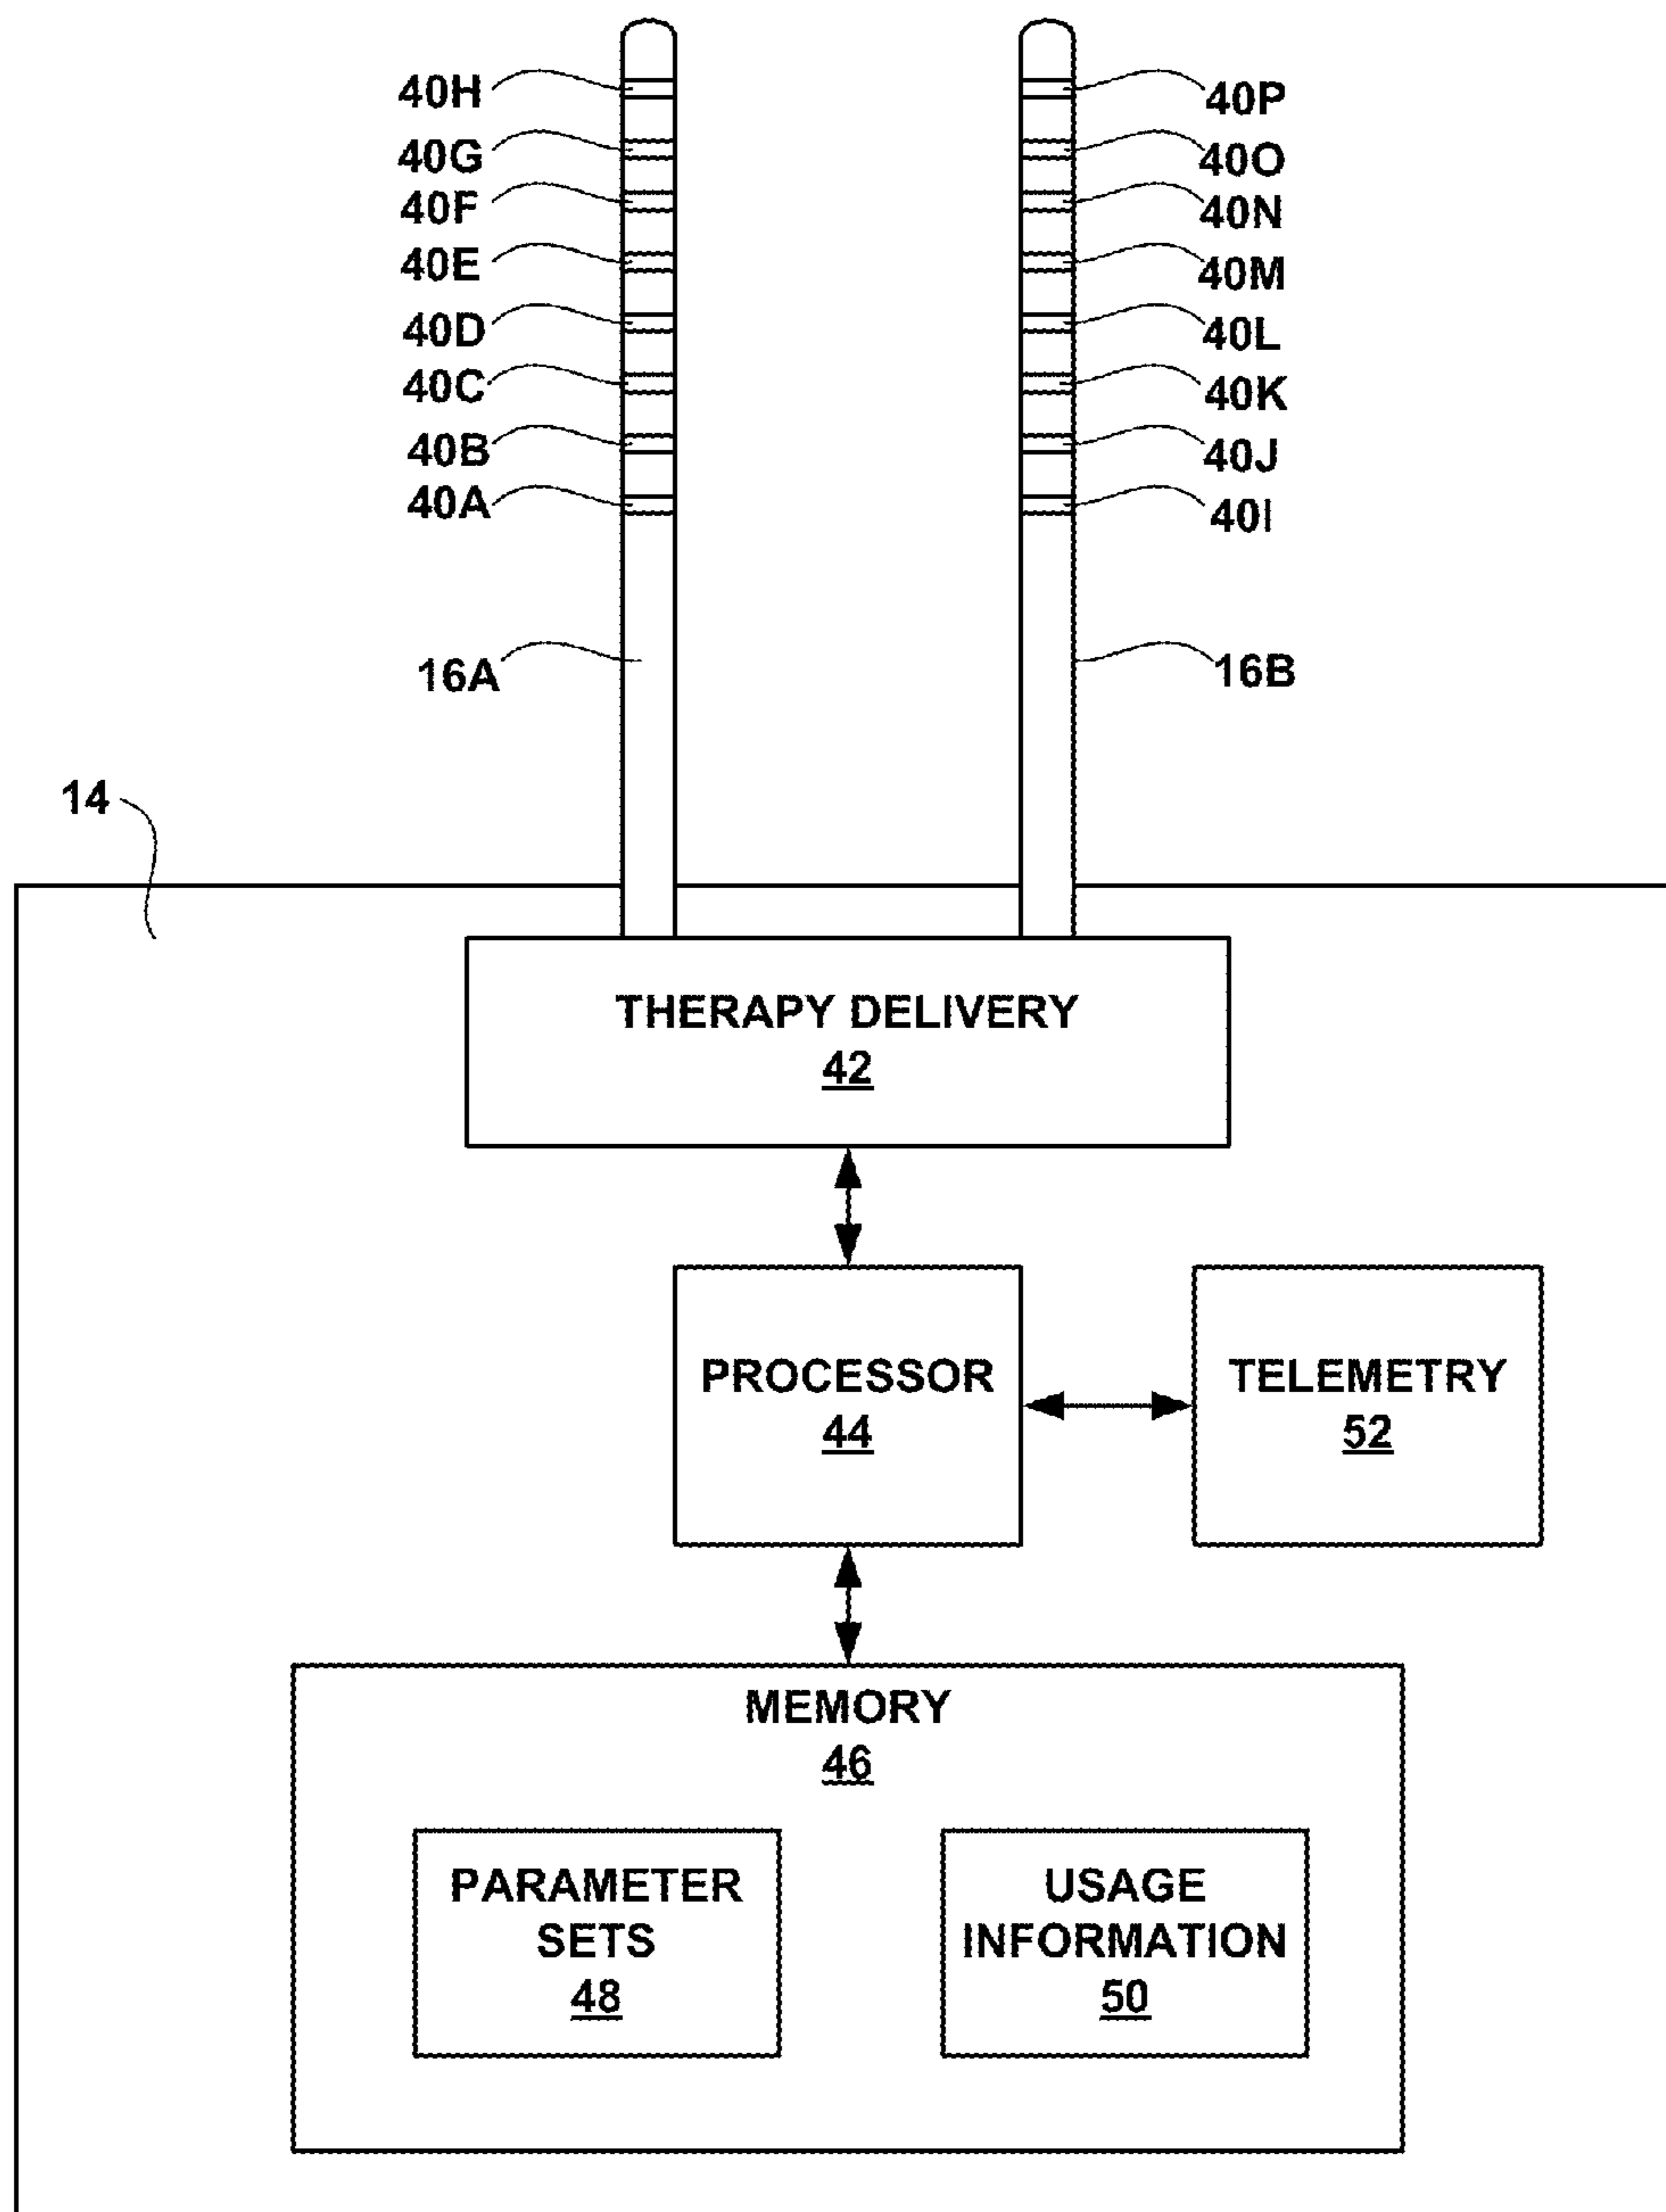 40H
40P
40G
40O
40F
40N
40E
40M
40D
40L
40C
40K
40B
40J
40A
40I
16A
16B
14
THERAPY DELIVERY
42
PROCESSOR
44
TELEMETRY
52
MEMORY
46
PARAMETER
SETS
48
USAGE
INFORMATION
50